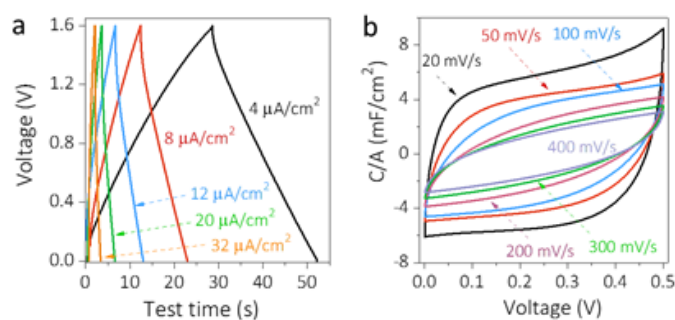 a
1.6
1.2
0.8
0.4
0.0
Voltage (V)
4 μA/cm²
8 μA/cm²
12 μA/cm²
20 μA/cm²
32 μA/cm²
0 10 20 30 40 50
Test time (s)
b
8
4
0
-4
-8
C/A (mF/cm²)
50 mV/s
100 mV/s
20 mV/s
400 mV/s
200 mV/s
300 mV/s
0.0 0.1 0.2 0.3 0.4 0.5
Voltage (V)